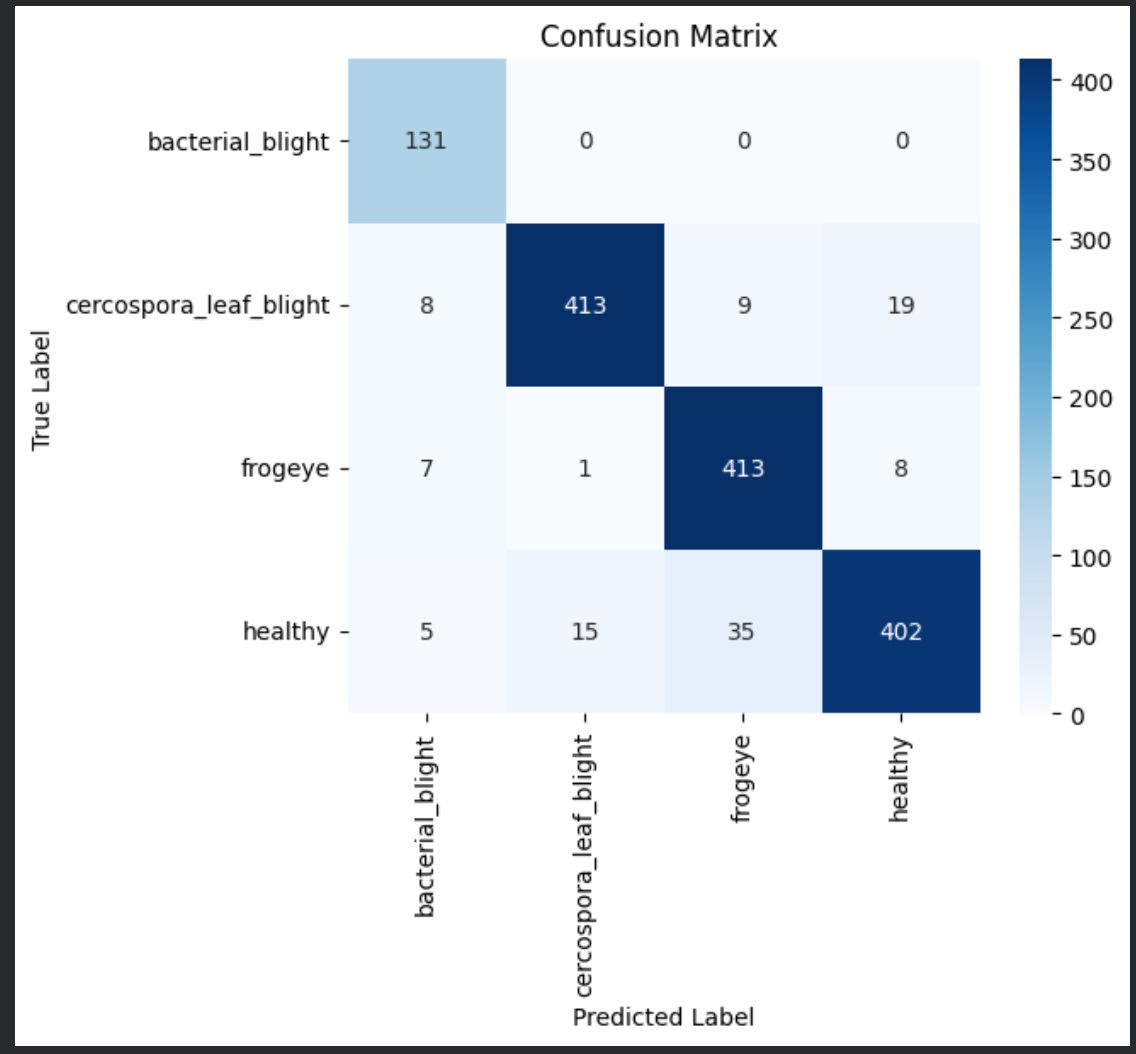 Confusion Matrix
True Label
bacterial_blight
131 0 0 0
cercospora_leaf_blight
8 413 9 19
frogeye
7 1 413 8
healthy
5 15 35 402
bacterial_blight
cercospora_leaf_blight
frogeye
healthy
Predicted Label
400
350
300
250
200
150
100
50
0